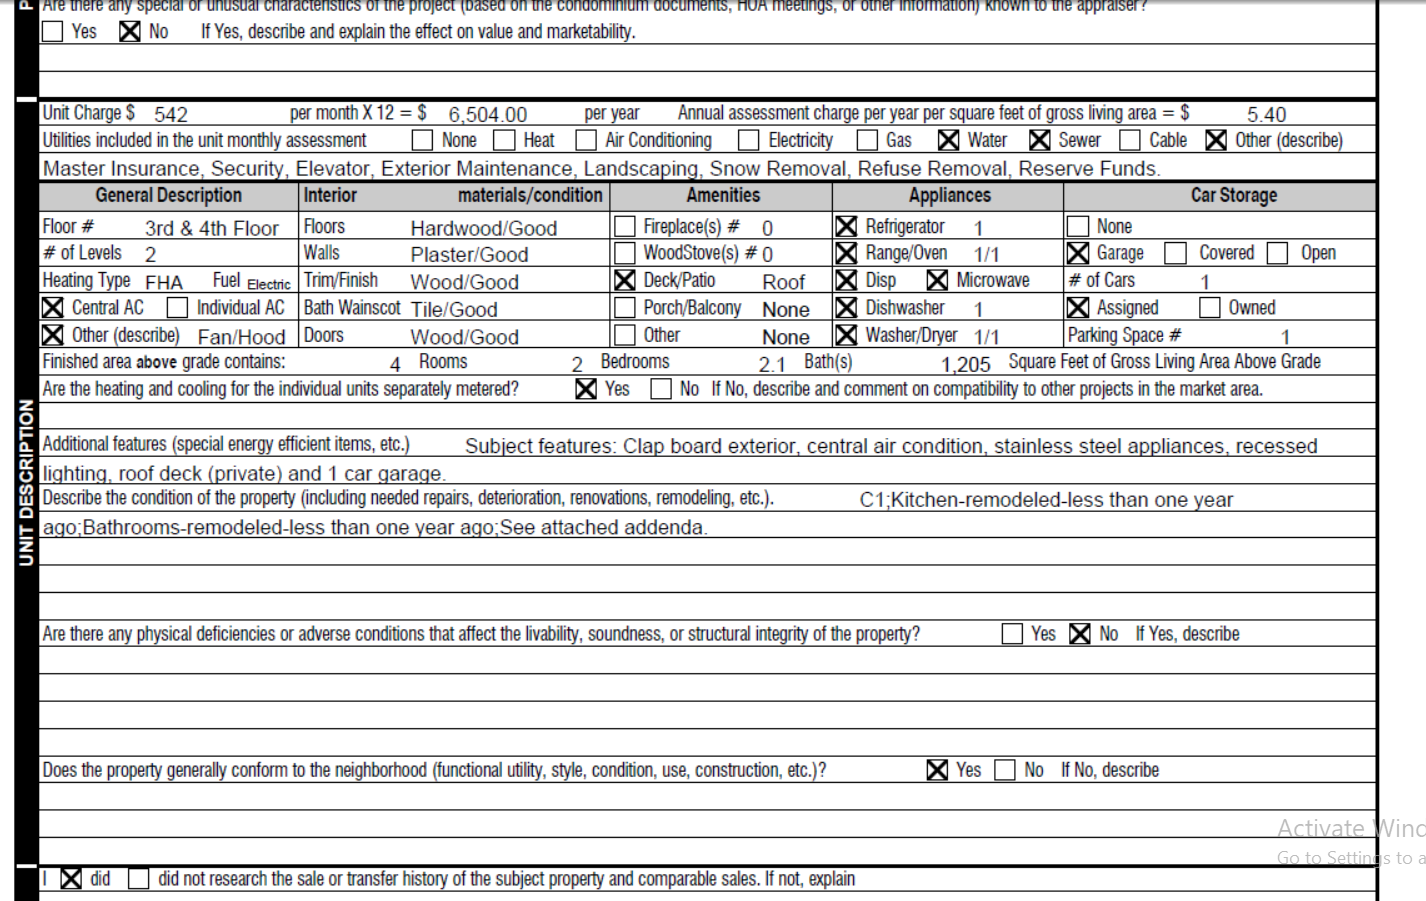 Are there any special or unusual characteristics of the project (based on the condominium documents, HOA meetings, or other information) known to the appraiser?
Yes No If Yes, describe and explain the effect on value and marketability.
Unit Charge $ 542 per month X 12 = $ 6,504.00 per year Annual assessment charge per year per square feet of gross living area = $ 5.40
Utilities included in the unit monthly assessment None Heat Air Conditioning Electricity Gas Water Sewer Cable Other (describe)
Master Insurance, Security, Elevator, Exterior Maintenance, Landscaping, Snow Removal, Refuse Removal, Reserve Funds.
General Description Interior materials/condition Amenities Appliances Car Storage
Floor # 3rd & 4th Floor Floors Hardwood/Good Fireplace(s) # 0 Refrigerator 1 None
# of Levels 2 Walls Plaster/Good WoodStove(s) # 0 Range/Oven 1/1 Garage Covered Open
Heating Type FHA Fuel Electric Trim/Finish Wood/Good Deck/Patio Roof Disp Microwave # of Cars 1
Central AC Individual AC Bath Wainscot Tile/Good Porch/Balcony None Dishwasher 1 Assigned Owned
Other (describe) Fan/Hood Doors Wood/Good Other None Washer/Dryer 1/1 Parking Space # 1
Finished area above grade contains: 4 Rooms 2 Bedrooms 2.1 Bath(s) 1,205 Square Feet of Gross Living Area Above Grade
Are the heating and cooling for the individual units separately metered? Yes No If No, describe and comment on compatibility to other projects in the market area.
Additional features (special energy efficient items, etc.) Subject features: Clap board exterior, central air condition, stainless steel appliances, recessed
lighting, roof deck (private) and 1 car garage.
Describe the condition of the property (including needed repairs, deterioration, renovations, remodeling, etc.). C1;Kitchen-remodeled-less than one year
ago;Bathrooms-remodeled-less than one year ago;See attached addenda.
UNIT DESCRIPTION
Are there any physical deficiencies or adverse conditions that affect the livability, soundness, or structural integrity of the property? Yes No If Yes, describe
Does the property generally conform to the neighborhood (functional utility, style, condition, use, construction, etc.)? Yes No If No, describe
Activate Wind
Go to Settings to a
I did did not research the sale or transfer history of the subject property and comparable sales. If not, explain